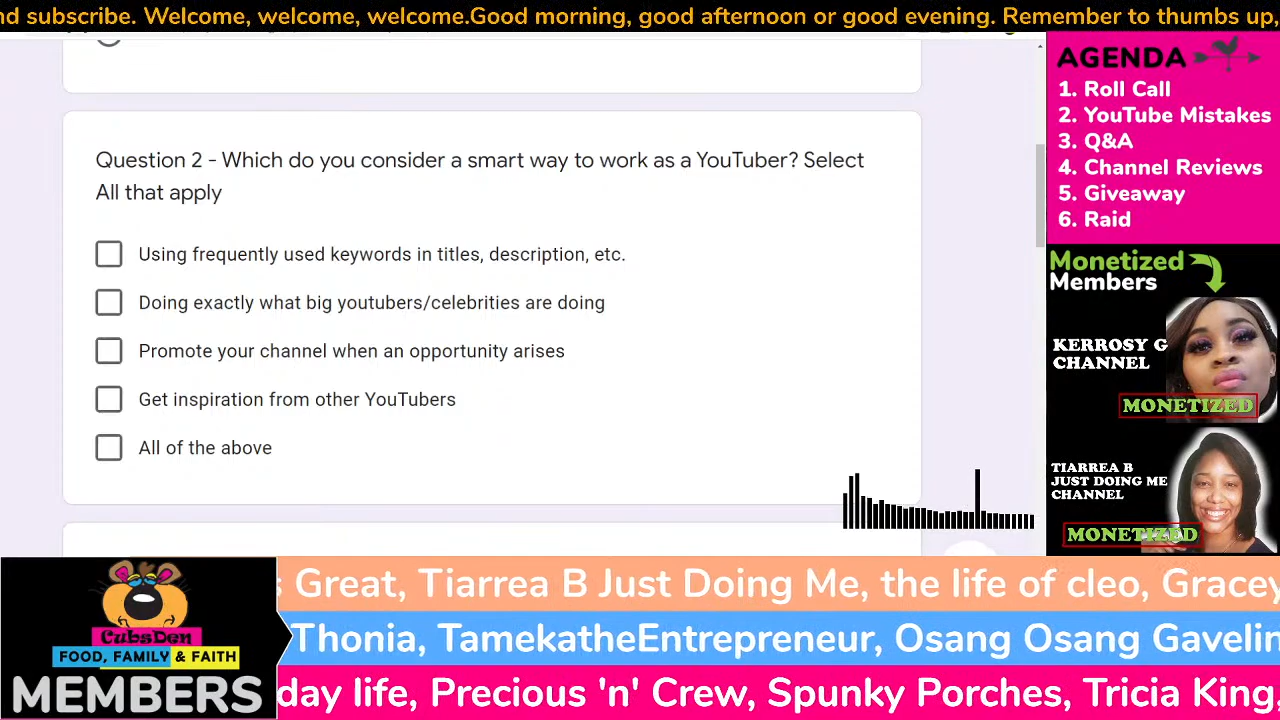 nd subscribe. Welcome, welcome, welcome.Good morning, good afternoon or good evening. Remember to thumbs up,
Question 2 - Which do you consider a smart way to work as a YouTuber? Select
All that apply
Using frequently used keywords in titles, description, etc.
Doing exactly what big youtubers/celebrities are doing
Promote your channel when an opportunity arises
Get inspiration from other YouTubers
All of the above
AGENDA
1. Roll Call
2. YouTube Mistakes
3. Q&A
4. Channel Reviews
5. Giveaway
6. Raid
Monetized
Members
KERROSY G
CHANNEL
MONETIZED
TIARREA B
JUST DOING ME
CHANNEL
MONETIZED
CubsDen
FOOD, FAMILY & FAITH
MEMBERS
s Great, Tiarrea B Just Doing Me, the life of cleo, Gracey
Thonia, TamekatheEntrepreneur, Osang Osang Gavelin
day life, Precious 'n' Crew, Spunky Porches, Tricia King,